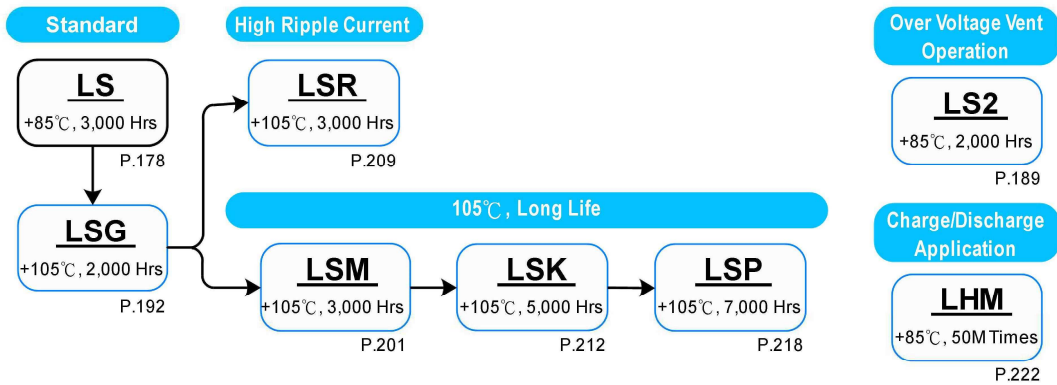 Standard
LS
+85℃, 3,000 Hrs
P.178
LSG
+105℃, 2,000 Hrs
P.192
High Ripple Current
LSR
+105℃, 3,000 Hrs
P.209
105℃, Long Life
LSM
+105℃, 3,000 Hrs
P.201
LSK
+105℃, 5,000 Hrs
P.212
LSP
+105℃, 7,000 Hrs
P.218
Over Voltage Vent
Operation
LS2
+85℃, 2,000 Hrs
P.189
Charge/Discharge
Application
LHM
+85℃, 50M Times
P.222